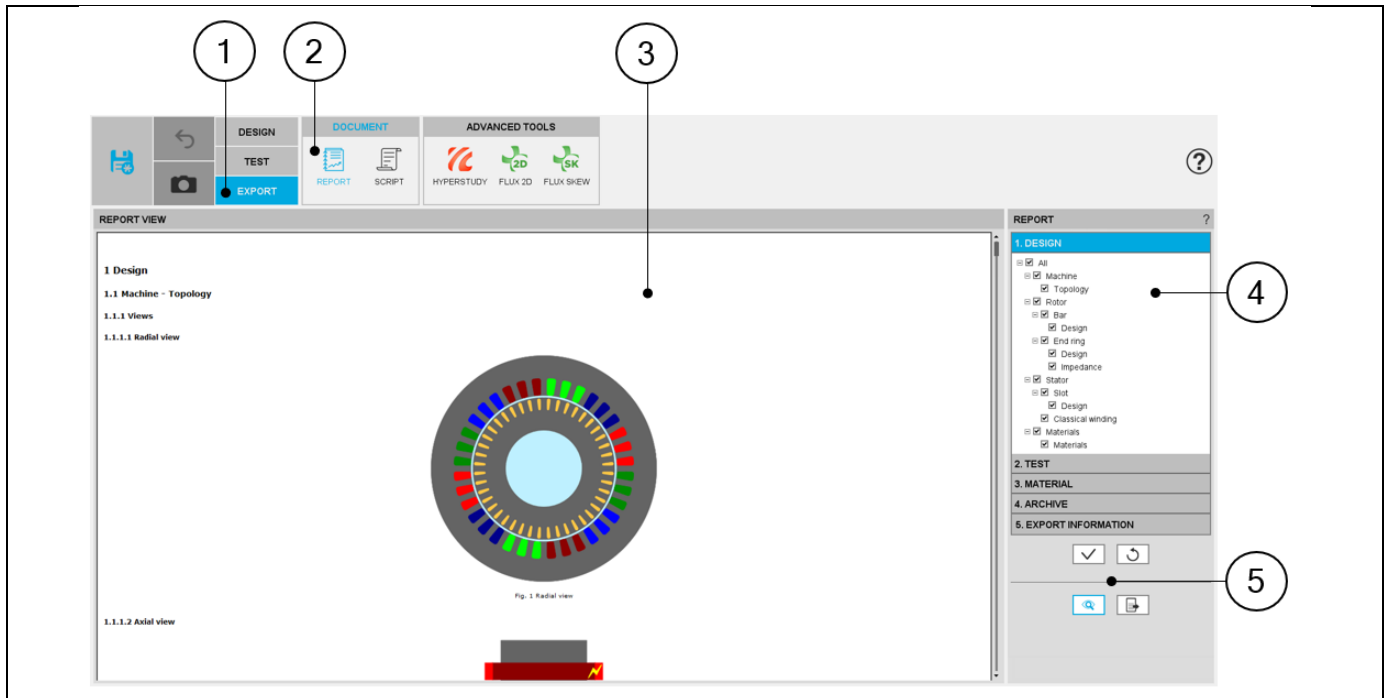 1
2
3
DESIGN
TEST
EXPORT
DOCUMENT
REPORT
SCRIPT
ADVANCED TOOLS
2D
SK
HYPERSTUDY
FLUX 2D
FLUX SKEW
?
REPORT VIEW
1 Design
1.1 Machine - Topology
1.1.1 Views
1.1.1.1 Radial view
Fig. 1 Radial view
1.1.1.2 Axial view
REPORT
?
1. DESIGN
All
Machine
Topology
Rotor
Bar
Design
End ring
Design
Impedance
Stator
Slot
Design
Classical winding
Materials
Materials
2. TEST
3. MATERIAL
4. ARCHIVE
5. EXPORT INFORMATION
4
5